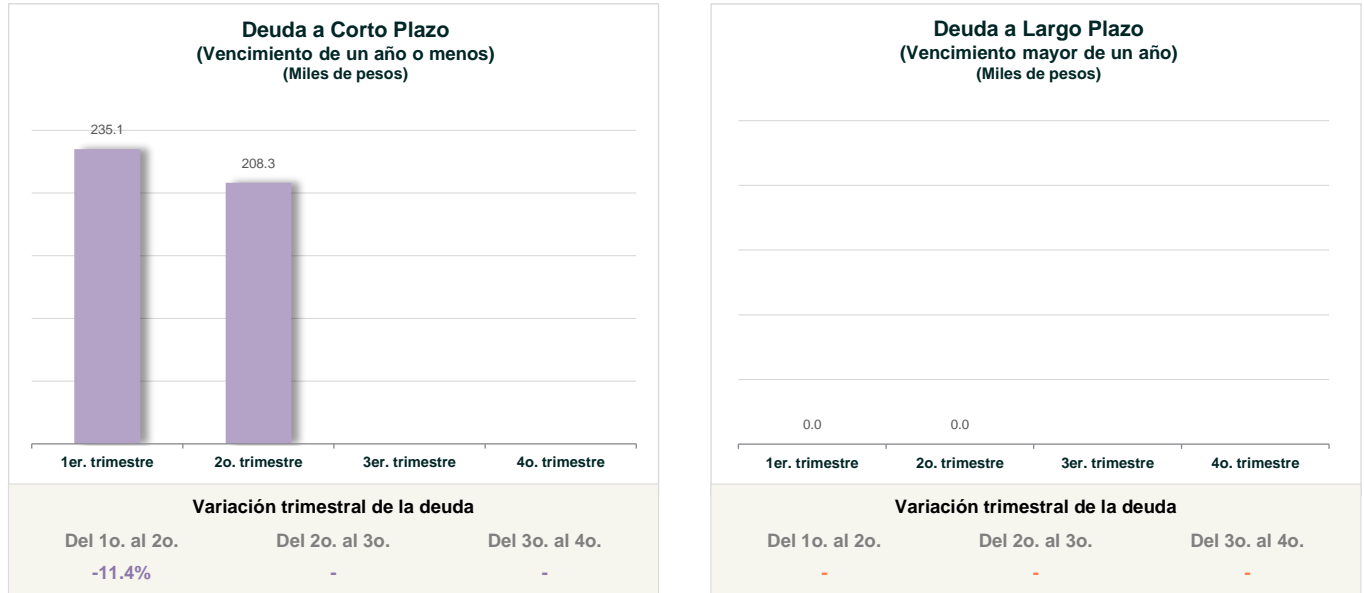 Deuda a Corto Plazo
(Vencimiento de un año o menos)
(Miles de pesos)
235.1
208.3
1er. trimestre 2o. trimestre 3er. trimestre 4o. trimestre
Variación trimestral de la deuda
Del 1o. al 2o. Del 2o. al 3o. Del 3o. al 4o.
-11.4% - -
Deuda a Largo Plazo
(Vencimiento mayor de un año)
(Miles de pesos)
0.0 0.0
1er. trimestre 2o. trimestre 3er. trimestre 4o. trimestre
Variación trimestral de la deuda
Del 1o. al 2o. Del 2o. al 3o. Del 3o. al 4o.
- - -